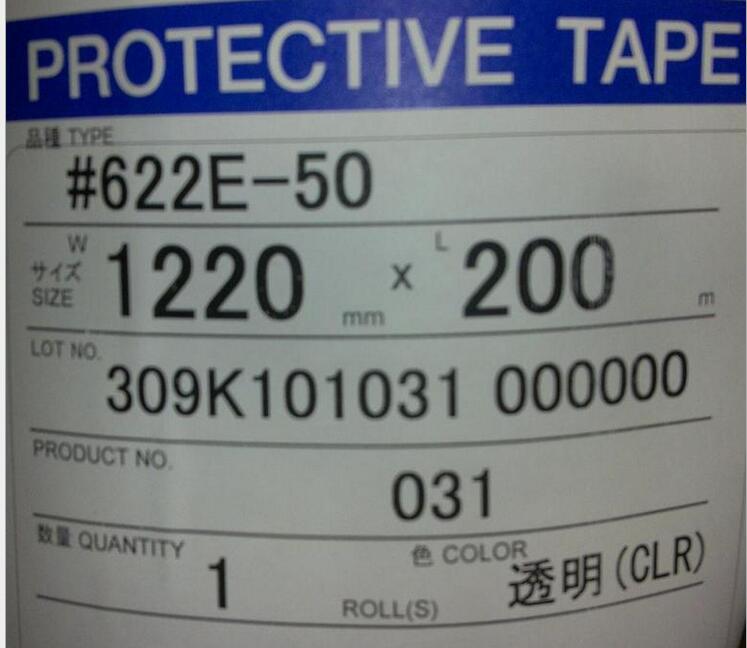 PROTECTIVE TAPE
品種 TYPE
#622E-50
サイズ SIZE W 1220 mm x L 200 m
LOT NO.
309K101031 000000
PRODUCT NO.
031
数量 QUANTITY 1 ROLL(S)
色 COLOR 透明(CLR)